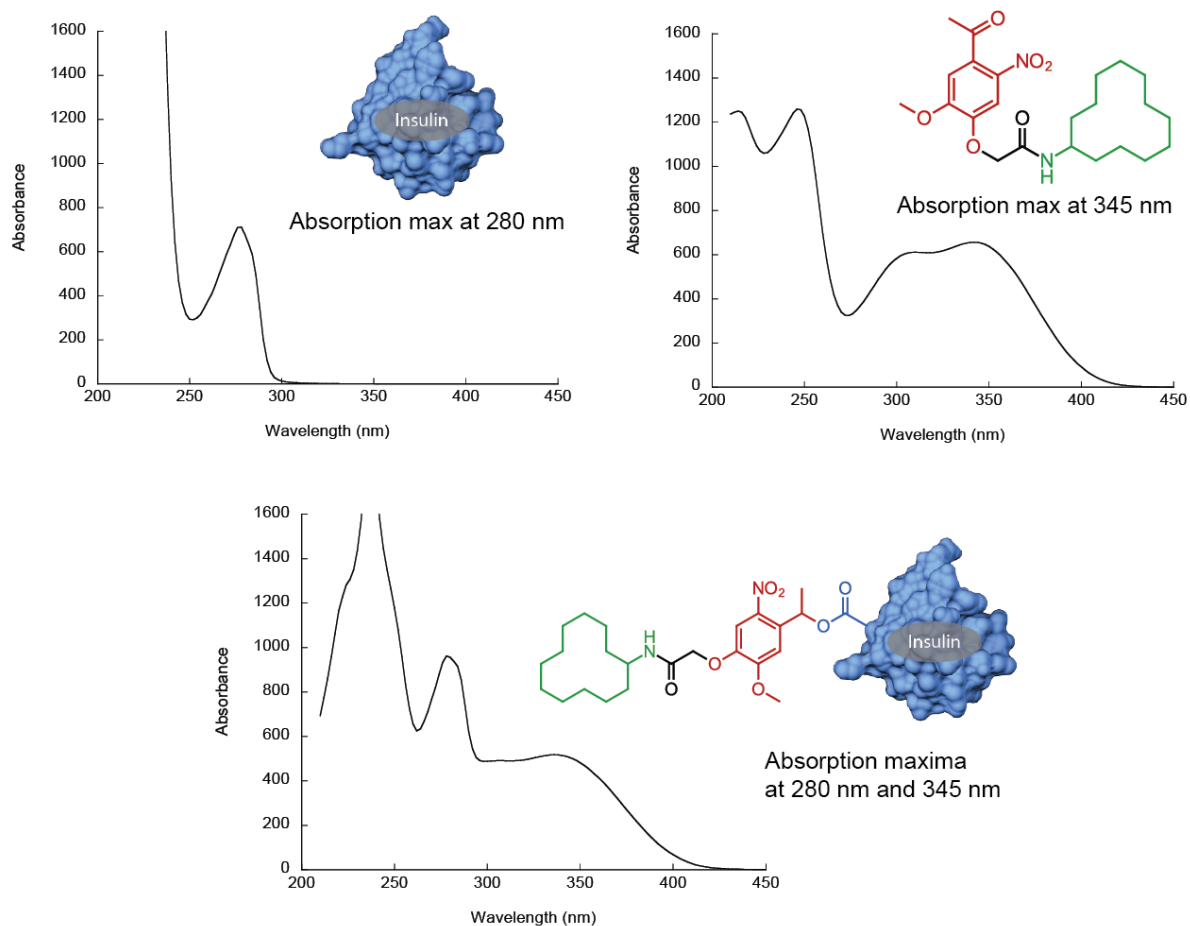 1600
1400
1200
1000
800
600
400
200
0
Absorbance
200
250
300
350
400
450
Wavelength (nm)
Insulin
Absorption max at 280 nm
1600
1400
1200
1000
800
600
400
200
0
Absorbance
200
250
300
350
400
450
Wavelength (nm)
O
NO2
O
O
O
N
H
Absorption max at 345 nm
1600
1400
1200
1000
800
600
400
200
0
Absorbance
200
250
300
350
400
450
Wavelength (nm)
H
N
O
O
NO2
O
O
O
Insulin
Absorption maxima
at 280 nm and 345 nm